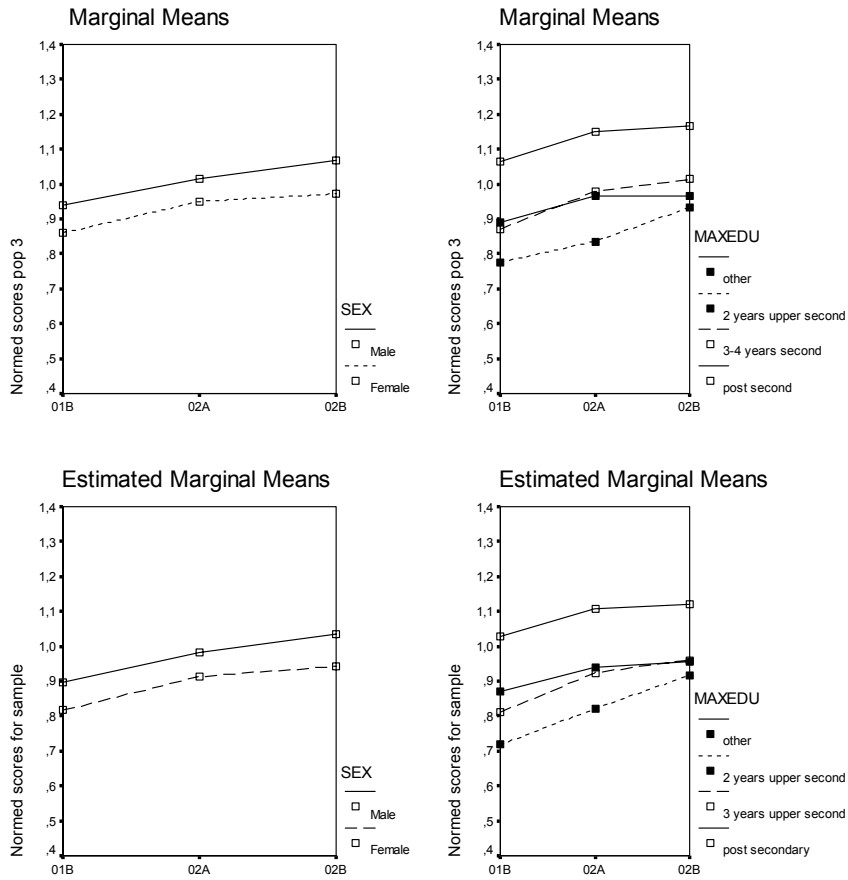 Marginal Means
1,4
1,3
1,2
1,1
1,0
,9
,8
,7
,6
,5
,4
Normed scores pop 3
01B 02A 02B
SEX
Male
Female
Marginal Means
1,4
1,3
1,2
1,1
1,0
,9
,8
,7
,6
,5
,4
Normed scores pop 3
01B 02A 02B
MAXEDU
other
2 years upper second
3-4 years second
post second
Estimated Marginal Means
1,4
1,3
1,2
1,1
1,0
,9
,8
,7
,6
,5
,4
Normed scores for sample
01B 02A 02B
SEX
Male
Female
Estimated Marginal Means
1,4
1,3
1,2
1,1
1,0
,9
,8
,7
,6
,5
,4
Normed scores for sample
01B 02A 02B
MAXEDU
other
2 years upper second
3 years upper second
post secondary